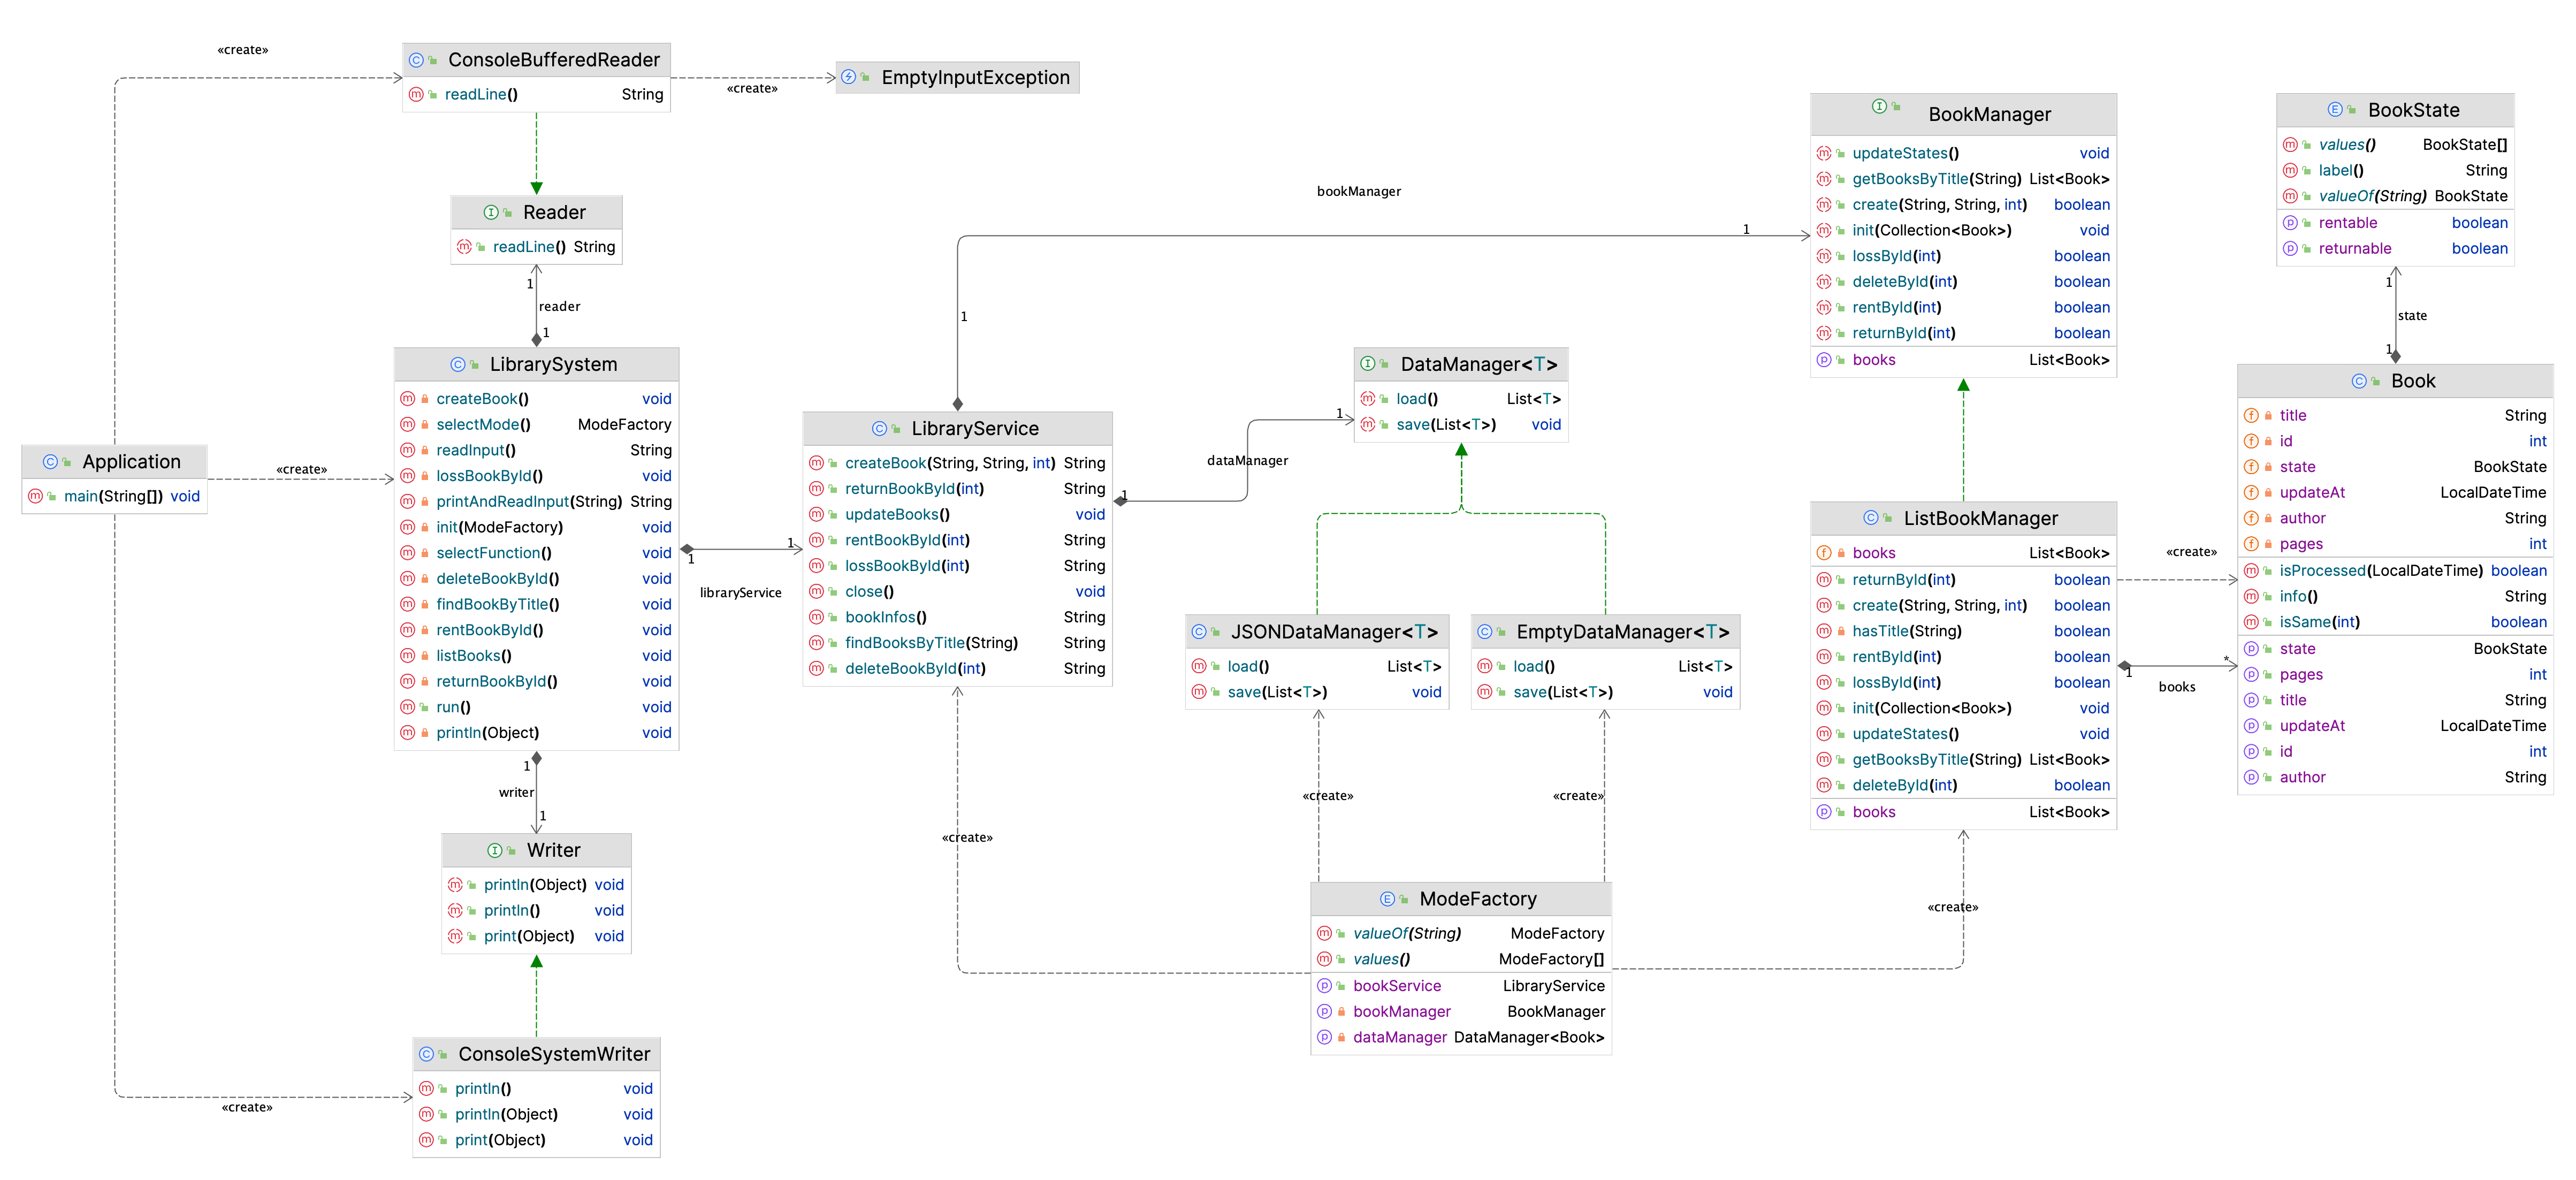 «create»
ConsoleBufferedReader
readLine() String
«create»
EmptyInputException
Reader
readLine() String
1
reader
1
LibrarySystem
createBook() void
selectMode() ModeFactory
readInput() String
lossBookById() void
printAndReadInput(String) String
init(ModeFactory) void
selectFunction() void
deleteBookById() void
findBookByTitle() void
rentBookById() void
listBooks() void
returnBookById() void
run() void
println(Object) void
Application
main(String[]) void
«create»
1
writer
1
Writer
println(Object) void
println() void
print(Object) void
ConsoleSystemWriter
println() void
println(Object) void
print(Object) void
«create»
1
1
libraryService
LibraryService
createBook(String, String, int) String
returnBookById(int) String
updateBooks() void
rentBookById(int) String
lossBookById(int) String
close() void
bookInfos() String
findBooksByTitle(String) String
deleteBookById(int) String
1
bookManager
1
1
dataManager
1
DataManager<T>
load() List<T>
save(List<T>) void
JSONDataManager<T>
load() List<T>
save(List<T>) void
EmptyDataManager<T>
load() List<T>
save(List<T>) void
«create»
«create»
«create»
«create»
ModeFactory
valueOf(String) ModeFactory
values() ModeFactory[]
bookService LibraryService
bookManager BookManager
dataManager DataManager<Book>
BookManager
updateStates() void
getBooksByTitle(String) List<Book>
create(String, String, int) boolean
init(Collection<Book>) void
lossById(int) boolean
deleteById(int) boolean
rentById(int) boolean
returnById(int) boolean
books List<Book>
ListBookManager
books List<Book>
returnById(int) boolean
create(String, String, int) boolean
hasTitle(String) boolean
rentById(int) boolean
lossById(int) boolean
init(Collection<Book>) void
updateStates() void
getBooksByTitle(String) List<Book>
deleteById(int) boolean
books List<Book>
«create»
1
*
books
BookState
values() BookState[]
label() String
valueOf(String) BookState
rentable boolean
returnable boolean
1
state
1
Book
title String
id int
state BookState
updateAt LocalDateTime
author String
pages int
isProcessed(LocalDateTime) boolean
info() String
isSame(int) boolean
state BookState
pages int
title String
updateAt LocalDateTime
id int
author String